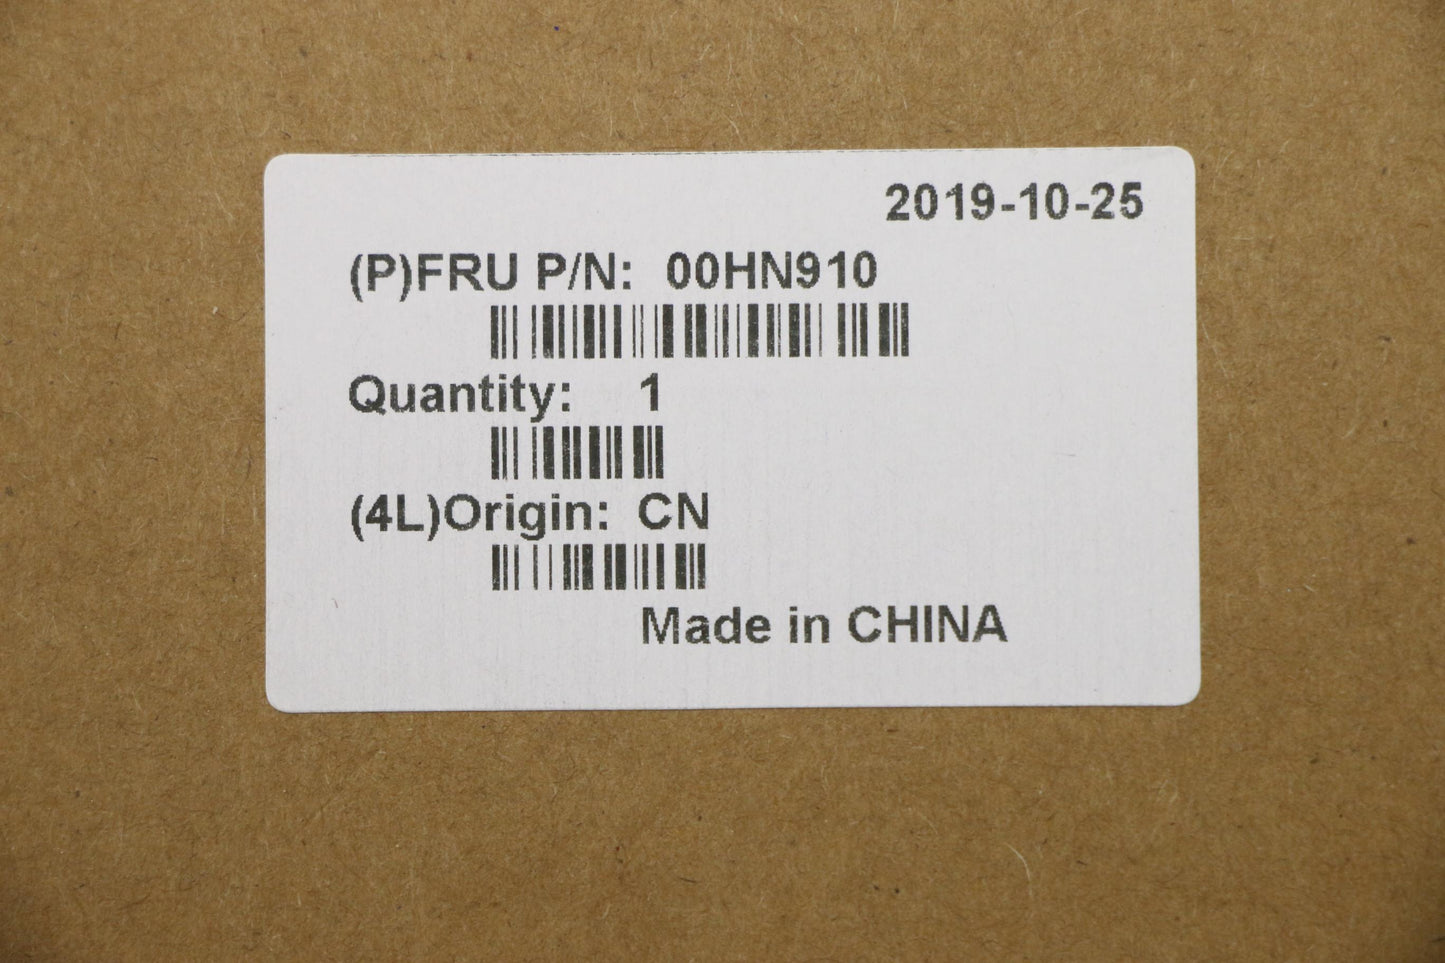 2019-10-25
(P)FRU P/N: 00HN910
Quantity: 1
(4L)Origin: CN
Made in CHINA